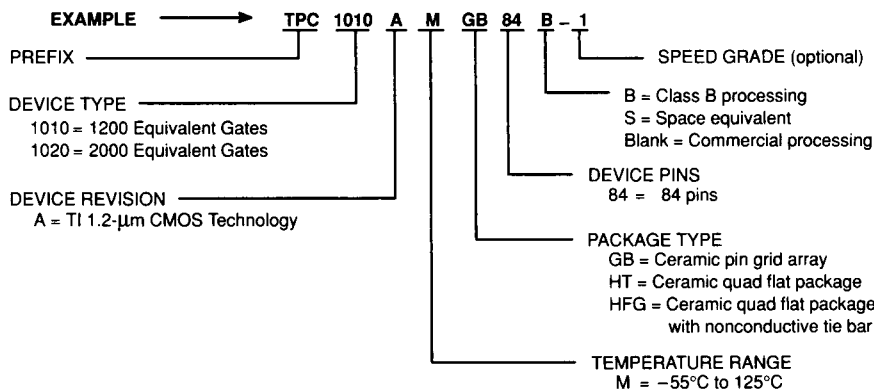 EXAMPLE TPC 1010 A M GB 84 B – 1
PREFIX
SPEED GRADE (optional)
DEVICE TYPE
1010 = 1200 Equivalent Gates
1020 = 2000 Equivalent Gates
B = Class B processing
S = Space equivalent
Blank = Commercial processing
DEVICE REVISION
A = TI 1.2-μm CMOS Technology
DEVICE PINS
84 = 84 pins
PACKAGE TYPE
GB = Ceramic pin grid array
HT = Ceramic quad flat package
HFG = Ceramic quad flat package
with nonconductive tie bar
TEMPERATURE RANGE
M = −55°C to 125°C